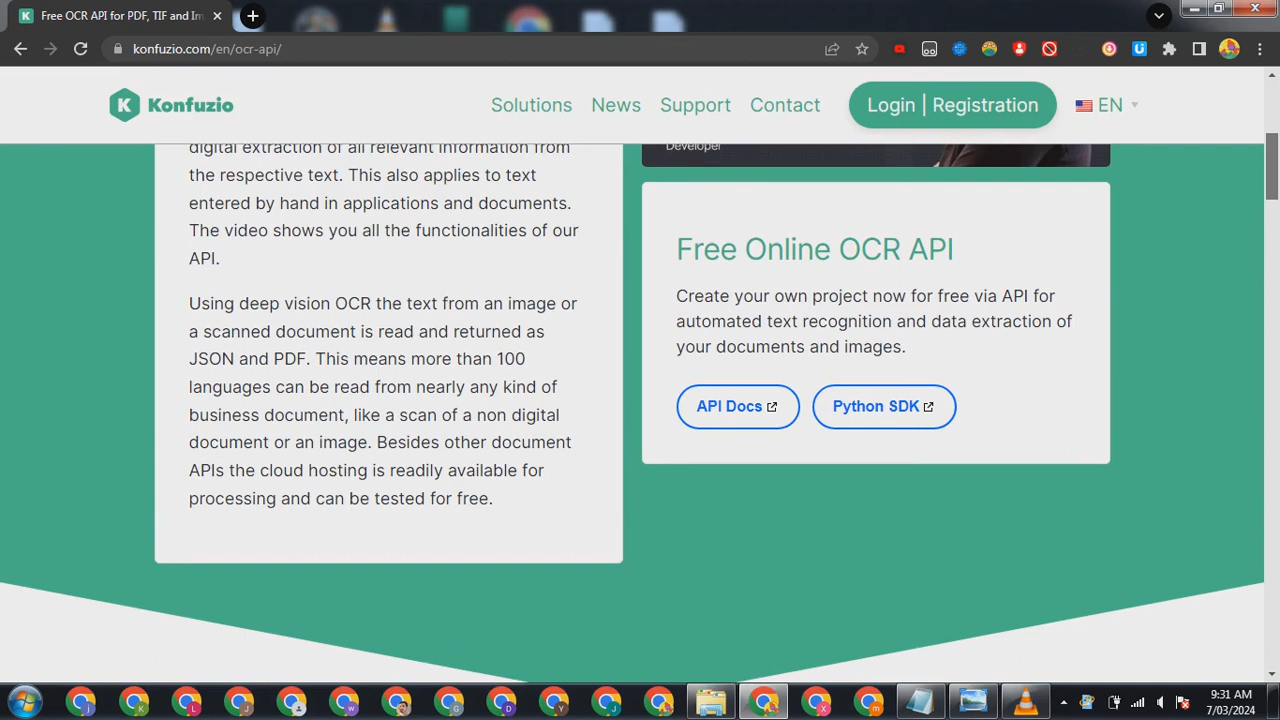 Free OCR API for PDF, TIF and Im
konfuzio.com/en/ocr-api/
Konfuzio
Solutions
News
Support
Contact
Login | Registration
EN
digital extraction of all relevant information from
the respective text. This also applies to text
entered by hand in applications and documents.
The video shows you all the functionalities of our
API.
Using deep vision OCR the text from an image or
a scanned document is read and returned as
JSON and PDF. This means more than 100
languages can be read from nearly any kind of
business document, like a scan of a non digital
document or an image. Besides other document
APIs the cloud hosting is readily available for
processing and can be tested for free.
Developer
Free Online OCR API
Create your own project now for free via API for
automated text recognition and data extraction of
your documents and images.
API Docs
Python SDK
9:31 AM
7/03/2024